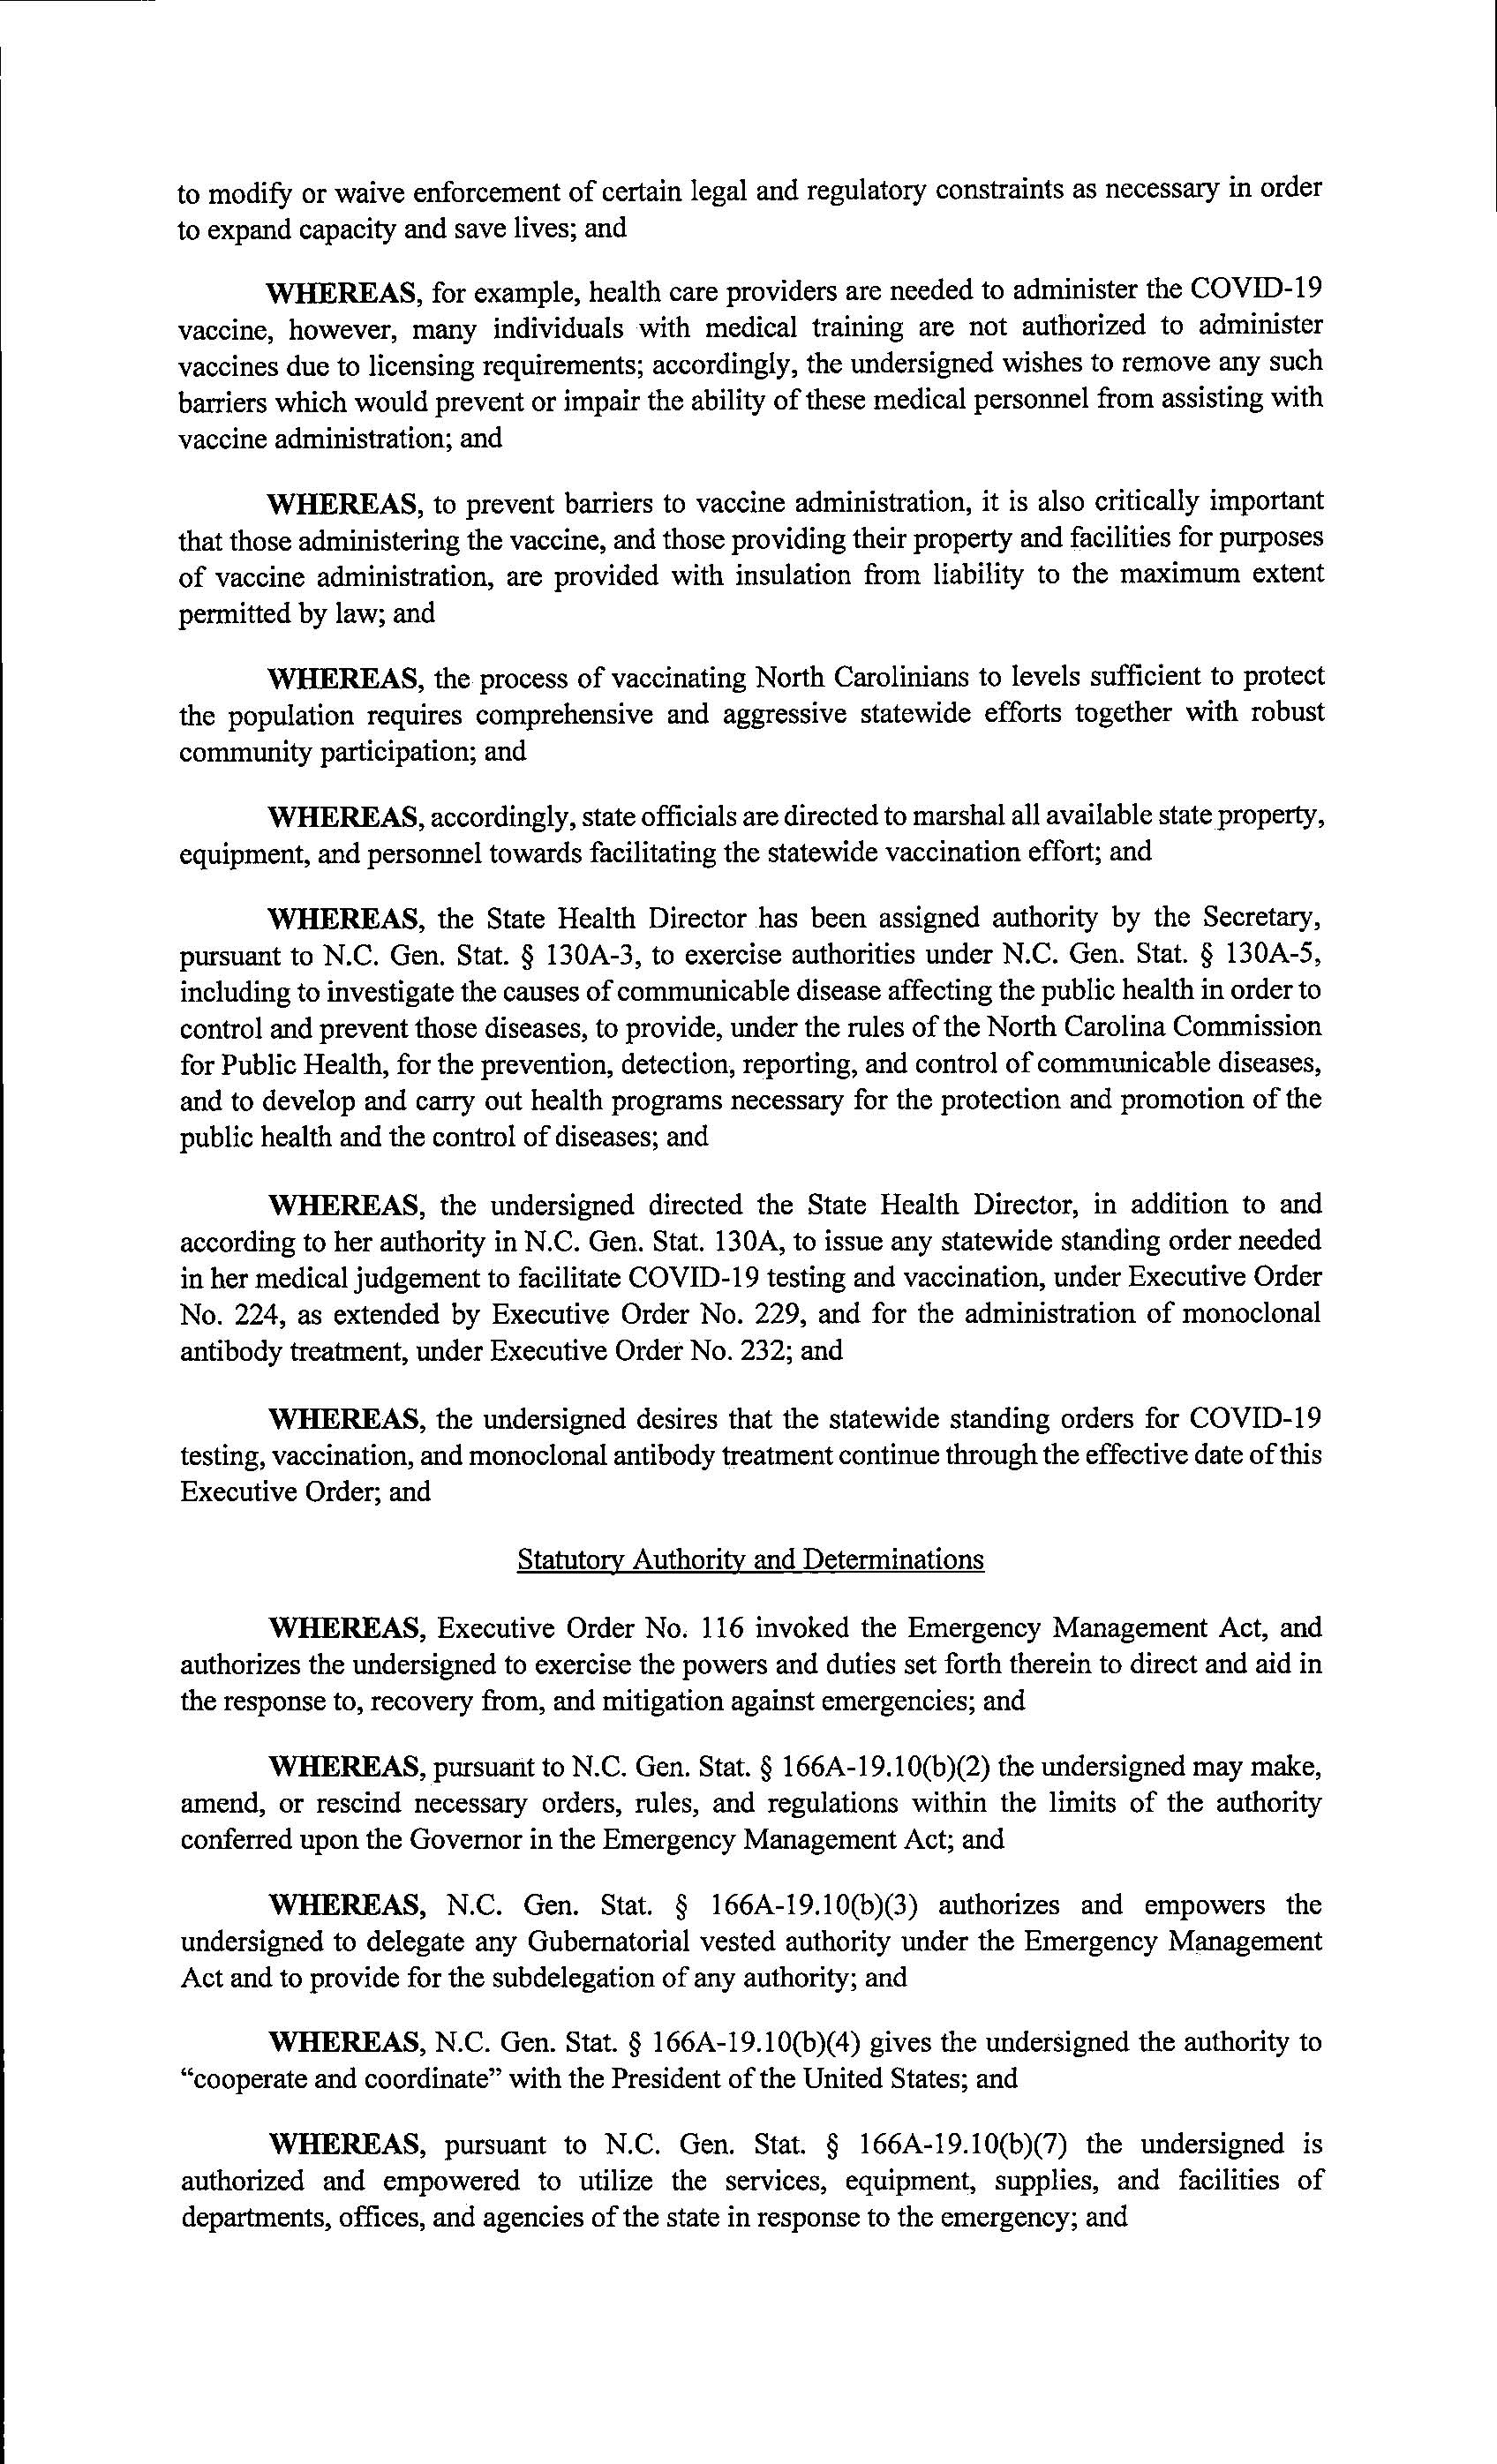 to modify or waive enforcement of certain legal and regulatory constraints as necessary in order
to expand capacity and save lives; and
WHEREAS, for example, health care providers are needed to administer the COVID-19
vaccine, however, many individuals with medical training are not authorized to administer
vaccines due to licensing requirements; accordingly, the undersigned wishes to remove any such
barriers which would prevent or impair the ability of these medical personnel from assisting with
vaccine administration; and
WHEREAS, to prevent barriers to vaccine administration, it is also critically important
that those administering the vaccine, and those providing their property and facilities for purposes
of vaccine administration, are provided with insulation from liability to the maximum extent
permitted by law; and
WHEREAS, the process of vaccinating North Carolinians to levels sufficient to protect
the population requires comprehensive and aggressive statewide efforts together with robust
community participation; and
WHEREAS, accordingly, state officials are directed to marshal all available state property,
equipment, and personnel towards facilitating the statewide vaccination effort; and
WHEREAS, the State Health Director has been assigned authority by the Secretary,
pursuant to N.C. Gen. Stat. § 130A-3, to exercise authorities under N.C. Gen. Stat. § 130A-5,
including to investigate the causes of communicable disease affecting the public health in order to
control and prevent those diseases, to provide, under the rules of the North Carolina Commission
for Public Health, for the prevention, detection, reporting, and control of communicable diseases,
and to develop and carry out health programs necessary for the protection and promotion of the
public health and the control of diseases; and
WHEREAS, the undersigned directed the State Health Director, in addition to and
according to her authority in N.C. Gen. Stat. 130A, to issue any statewide standing order needed
in her medical judgement to facilitate COVID-19 testing and vaccination, under Executive Order
No. 224, as extended by Executive Order No. 229, and for the administration of monoclonal
antibody treatment, under Executive Order No. 232; and
WHEREAS, the undersigned desires that the statewide standing orders for COVID-19
testing, vaccination, and monoclonal antibody treatment continue through the effective date of this
Executive Order; and
Statutory Authority and Determinations
WHEREAS, Executive Order No. 116 invoked the Emergency Management Act, and
authorizes the undersigned to exercise the powers and duties set forth therein to direct and aid in
the response to, recovery from, and mitigation against emergencies; and
WHEREAS, pursuant to N.C. Gen. Stat. § 166A-19.10(b)(2) the undersigned may make,
amend, or rescind necessary orders, rules, and regulations within the limits of the authority
conferred upon the Governor in the Emergency Management Act; and
WHEREAS, N.C. Gen. Stat. § 166A-19.10(b)(3) authorizes and empowers the
undersigned to delegate any Gubernatorial vested authority under the Emergency Management
Act and to provide for the subdelegation of any authority; and
WHEREAS, N.C. Gen. Stat. § 166A-19.10(b)(4) gives the undersigned the authority to
“cooperate and coordinate” with the President of the United States; and
WHEREAS, pursuant to N.C. Gen. Stat. § 166A-19.10(b)(7) the undersigned is
authorized and empowered to utilize the services, equipment, supplies, and facilities of
departments, offices, and agencies of the state in response to the emergency; and